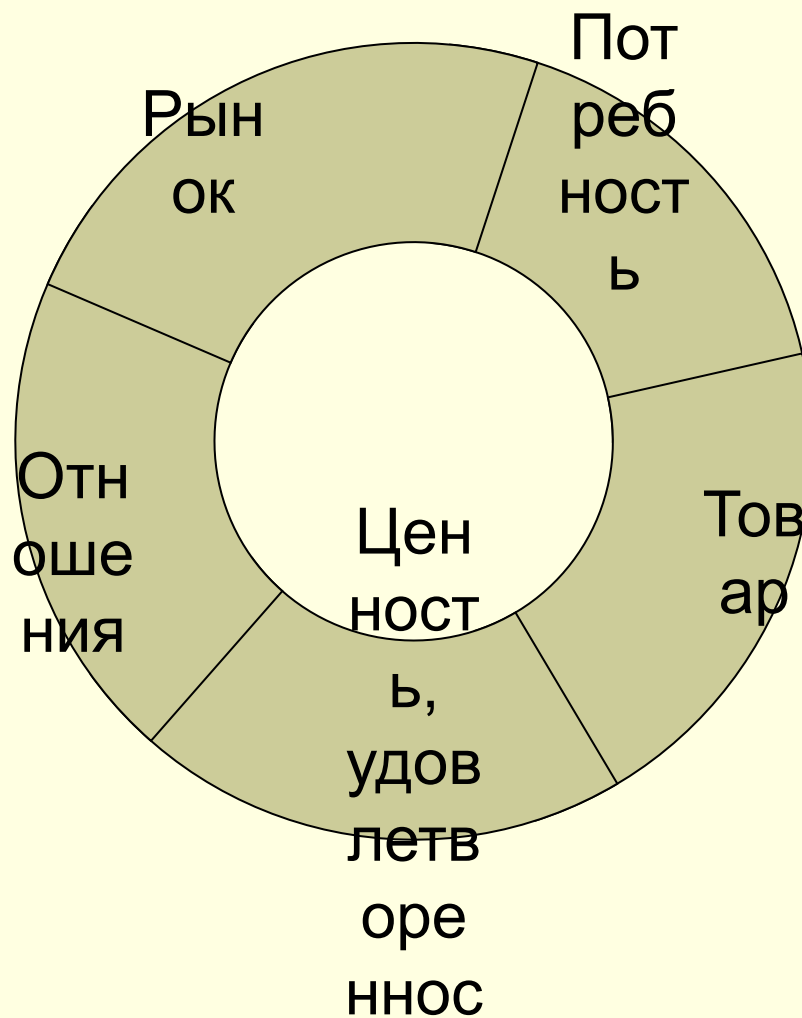 Пот
реб
ност
ь
Рын
ок
Тов
ар
Отн
оше
ния
Цен
ност
ь,
удов
летв
оре
ннос